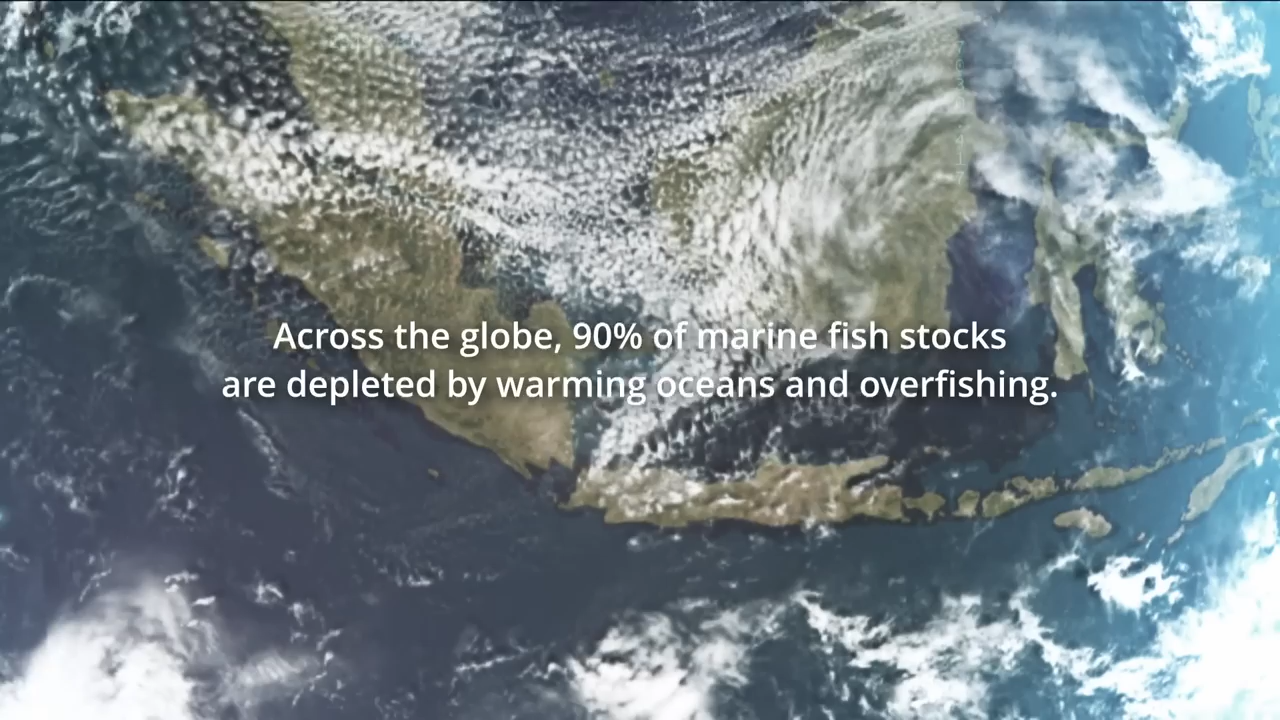 Across the globe, 90% of marine fish stocks
are depleted by warming oceans and overfishing.